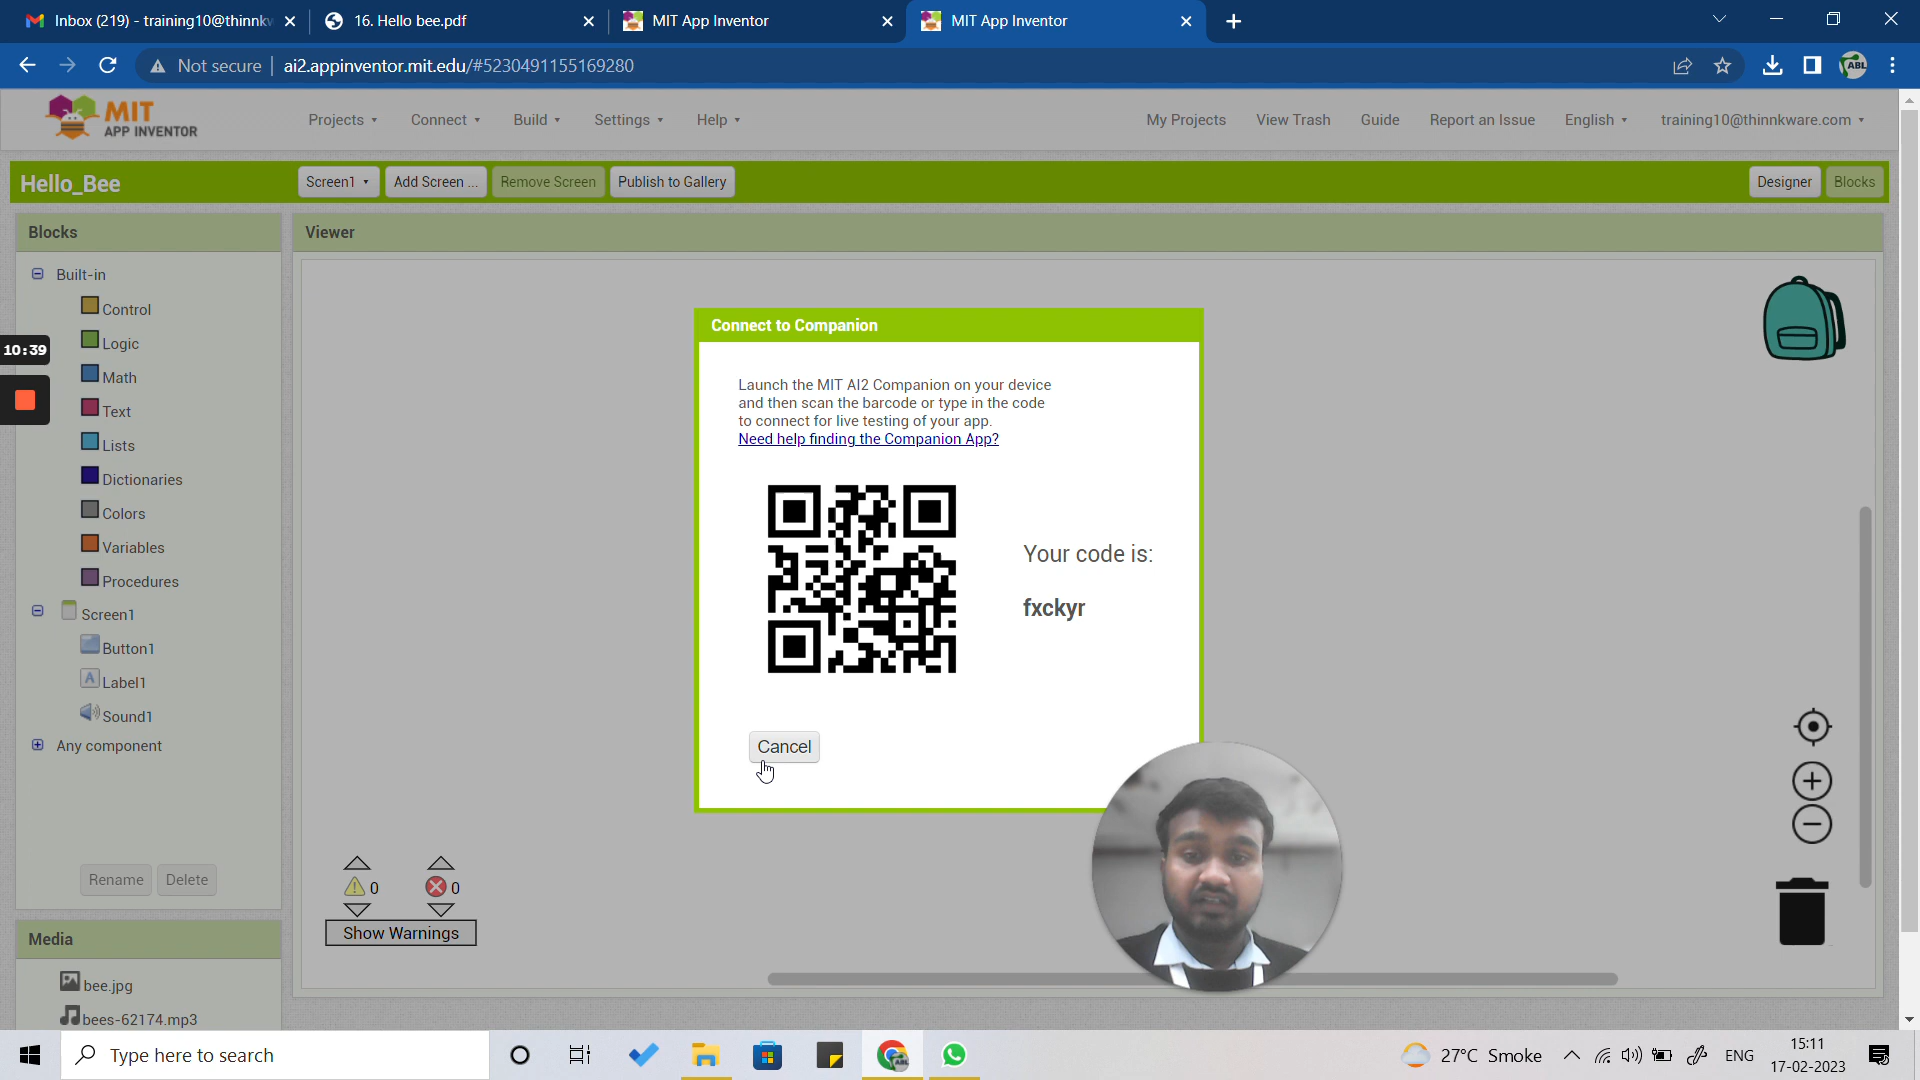 Inbox (219) - training10@thinnkw
16. Hello bee.pdf
MIT App Inventor
MIT App Inventor
Not secure
ai2.appinventor.mit.edu/#5230491155169280
ABL
MIT
APP INVENTOR
Projects
Connect
Build
Settings
Help
My Projects
View Trash
Guide
Report an Issue
English
training10@thinnkware.com
Hello_Bee
Screen1
Add Screen ...
Remove Screen
Publish to Gallery
Designer
Blocks
Blocks
Viewer
Built-in
Control
10:39
Logic
Math
Text
Lists
Dictionaries
Colors
Variables
Procedures
Screen1
Button1
A Label1
Sound1
Any component
Rename
Delete
Connect to Companion
Launch the MIT AI2 Companion on your device
and then scan the barcode or type in the code
to connect for live testing of your app.
Need help finding the Companion App?
Your code is:
fxckyr
Cancel
0
0
Show Warnings
Media
bee.jpg
bees-62174.mp3
Type here to search
27°C Smoke
ENG
15:11
17-02-2023